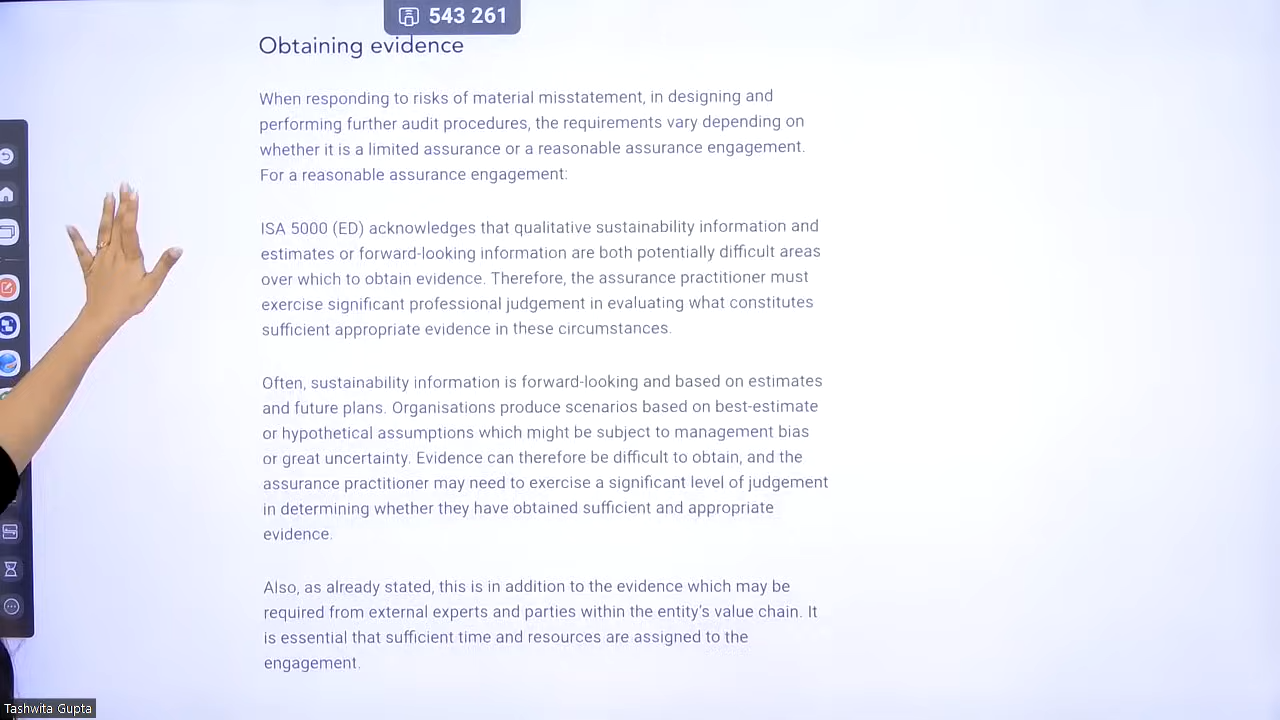 543 261
Obtaining evidence
When responding to risks of material misstatement, in designing and
performing further audit procedures, the requirements vary depending on
whether it is a limited assurance or a reasonable assurance engagement.
For a reasonable assurance engagement:
ISA 5000 (ED) acknowledges that qualitative sustainability information and
estimates or forward-looking information are both potentially difficult areas
over which to obtain evidence. Therefore, the assurance practitioner must
exercise significant professional judgement in evaluating what constitutes
sufficient appropriate evidence in these circumstances.
Often, sustainability information is forward-looking and based on estimates
and future plans. Organisations produce scenarios based on best-estimate
or hypothetical assumptions which might be subject to management bias
or great uncertainty. Evidence can therefore be difficult to obtain, and the
assurance practitioner may need to exercise a significant level of judgement
in determining whether they have obtained sufficient and appropriate
evidence.
Also, as already stated, this is in addition to the evidence which may be
required from external experts and parties within the entity's value chain. It
is essential that sufficient time and resources are assigned to the
engagement.
Tashwita Gupta